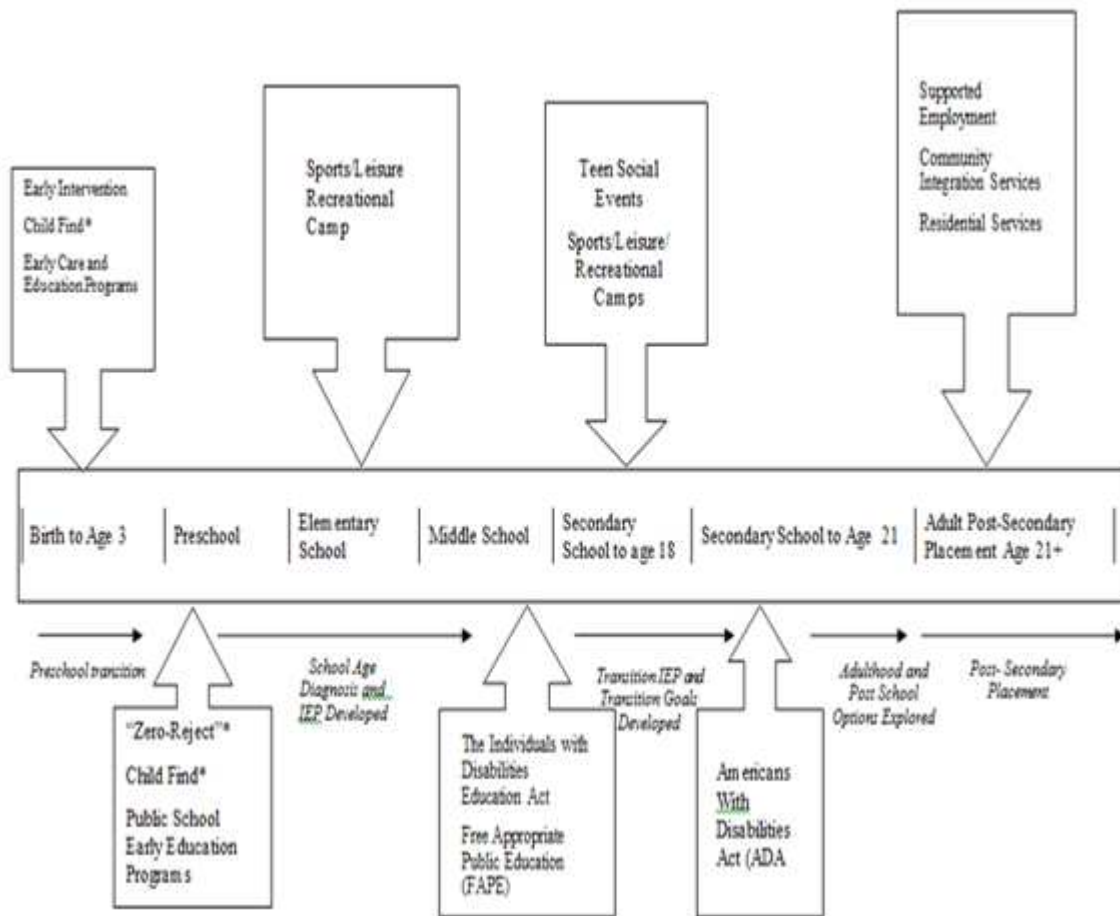 Early Intervention
Child Find*
Early Care and
Education Programs
Sports/Leisure
Recreational
Camp
Teen Social
Events
Sports/Leisure/
Recreational
Camps
Supported
Employment
Community
Integration Services
Residential Services
Birth to Age 3
Preschool
Elementary
School
Middle School
Secondary
School to age 18
Secondary School to Age 21
Adult Post-Secondary
Placement Age 21+
Preschool transition
School Age
Diagnosis and
IEP Developed
Transition IEP and
Transition Goals
Developed
Adulthood and
Post School
Options Explored
Post- Secondary
Placement
"Zero-Reject"*
Child Find*
Public School
Early Education
Programs
The Individuals with
Disabilities
Education Act
Free Appropriate
Public Education
(FAPE)
Americans
With
Disabilities
Act (ADA